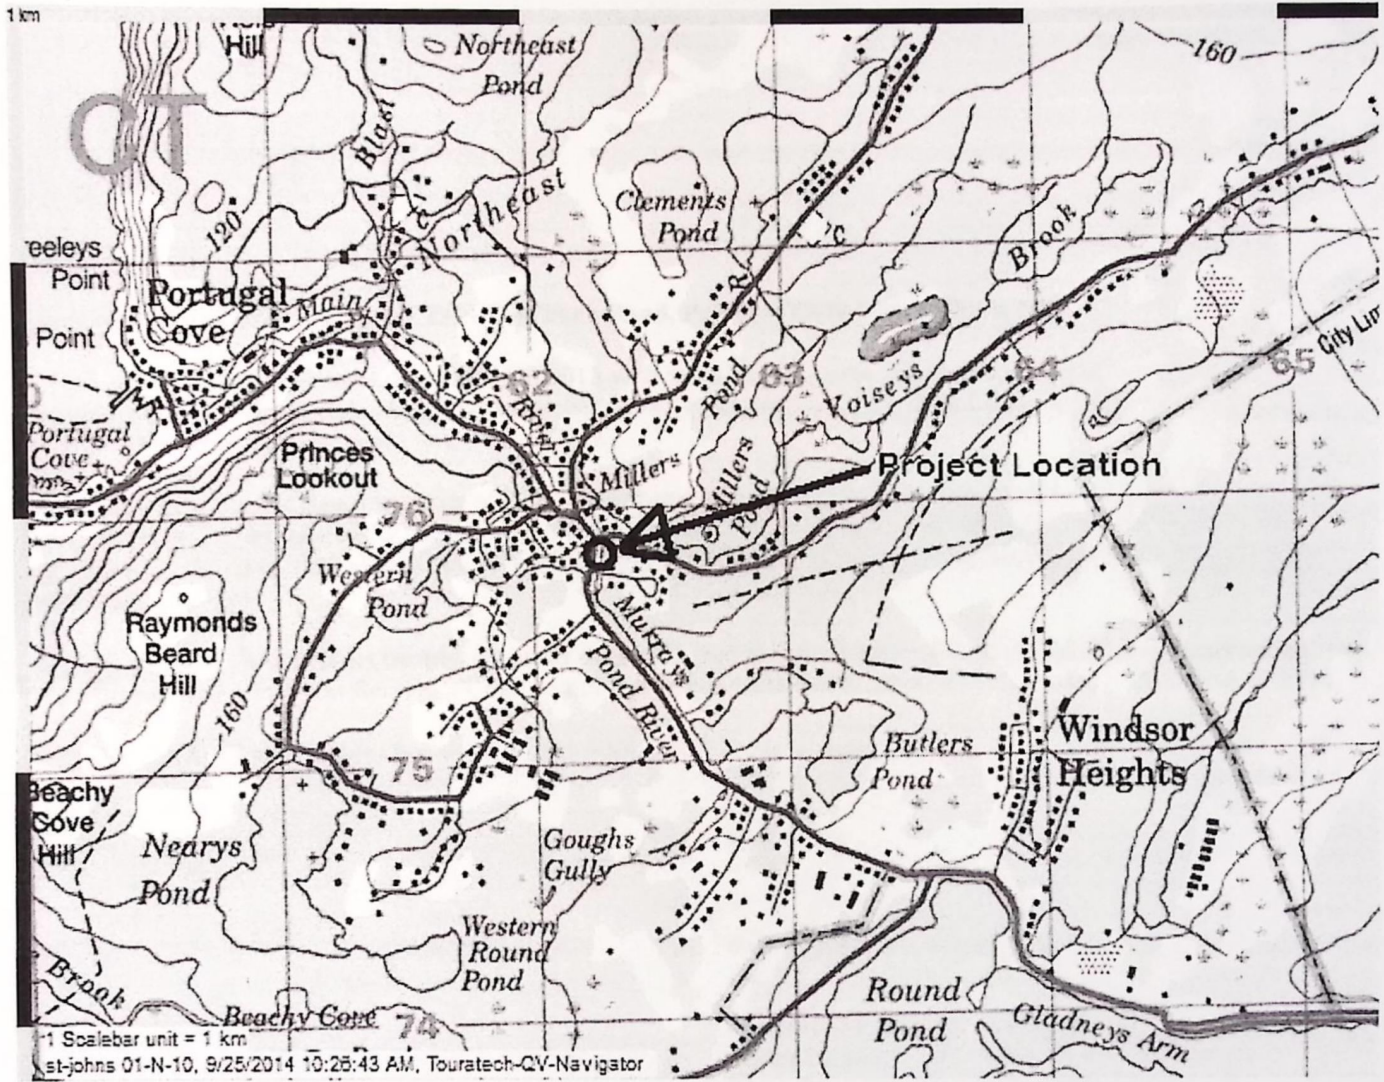 1 km
Hill
Northeast
Pond
160
CT
Blast
Northeast
Clements
Pond
C
C
120
eeleys
Point
Portugal
Cove
Main
Point
R
Brook
City Lim
62
63
64
65
River
Pond
Voiseys
Portugal
Cove
Princes
Lookout
Millers
Millers
Pond
Project Location
76
Western
Pond
Raymonds
Beard
Hill
Murrays
Pond River
160
75
Butlers
Pond
Windsor
Heights
Beachy
Cove
Hill
Nearys
Pond
Goughs
Gully
Western
Round
Pond
Brook
Beachy Cove
74
Round
Pond
Gladneys Arm
1 Scalebar unit = 1 km
st-johns 01-N-10, 9/25/2014 10:26:43 AM, Touratech-QV-Navigator